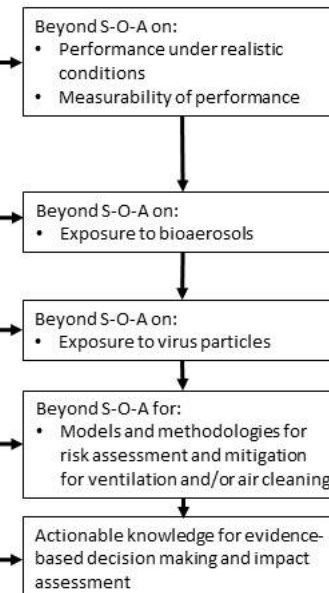 Beyond S-O-A on:
• Performance under realistic
conditions
• Measurability of performance
Beyond S-O-A on:
• Exposure to bioaerosols
Beyond S-O-A on:
• Exposure to virus particles
Beyond S-O-A for:
• Models and methodologies for
risk assessment and mitigation
for ventilation and/or air cleaning
Actionable knowledge for evidence-
based decision making and impact
assessment